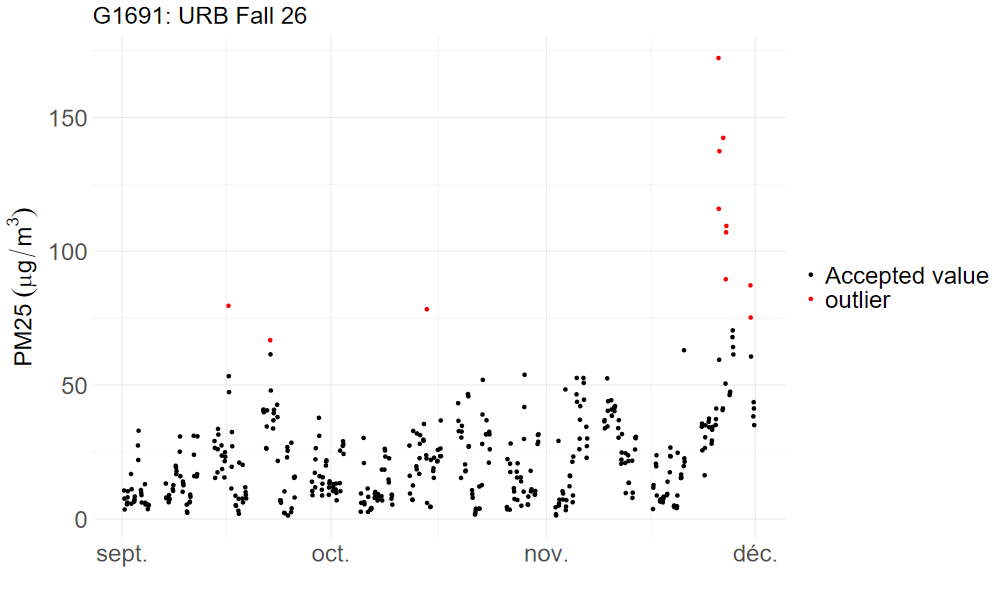 G1691: URB Fall 26
PM25 (μg/m³)
150
100
50
0
sept.
oct.
nov.
déc.
Accepted value
outlier